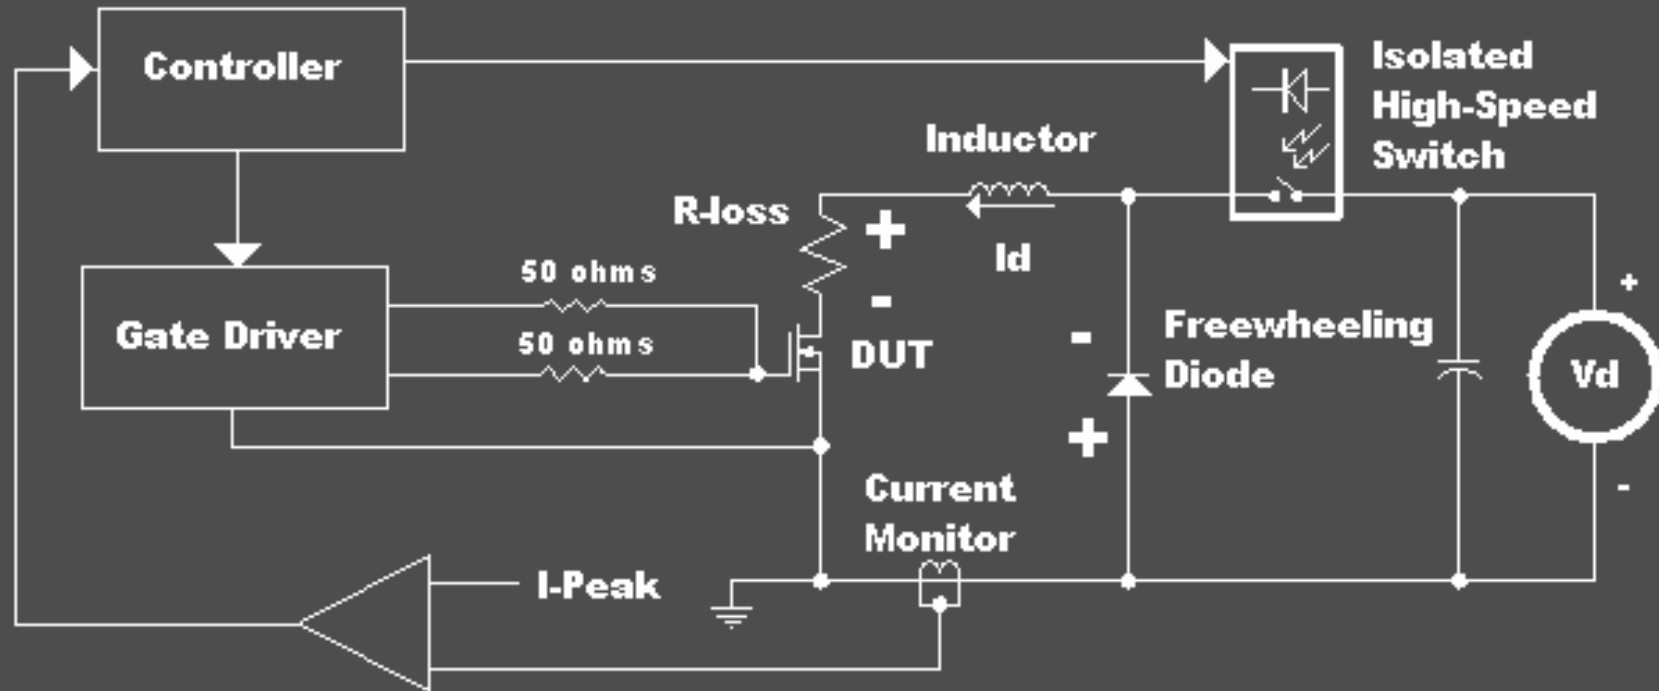 Controller
Isolated
High-Speed
Switch
Inductor
R-loss
+
Id
-
50 ohms
Gate Driver
50 ohms
DUT
-
Freewheeling
Diode
+
+
Vd
-
Current
Monitor
I-Peak